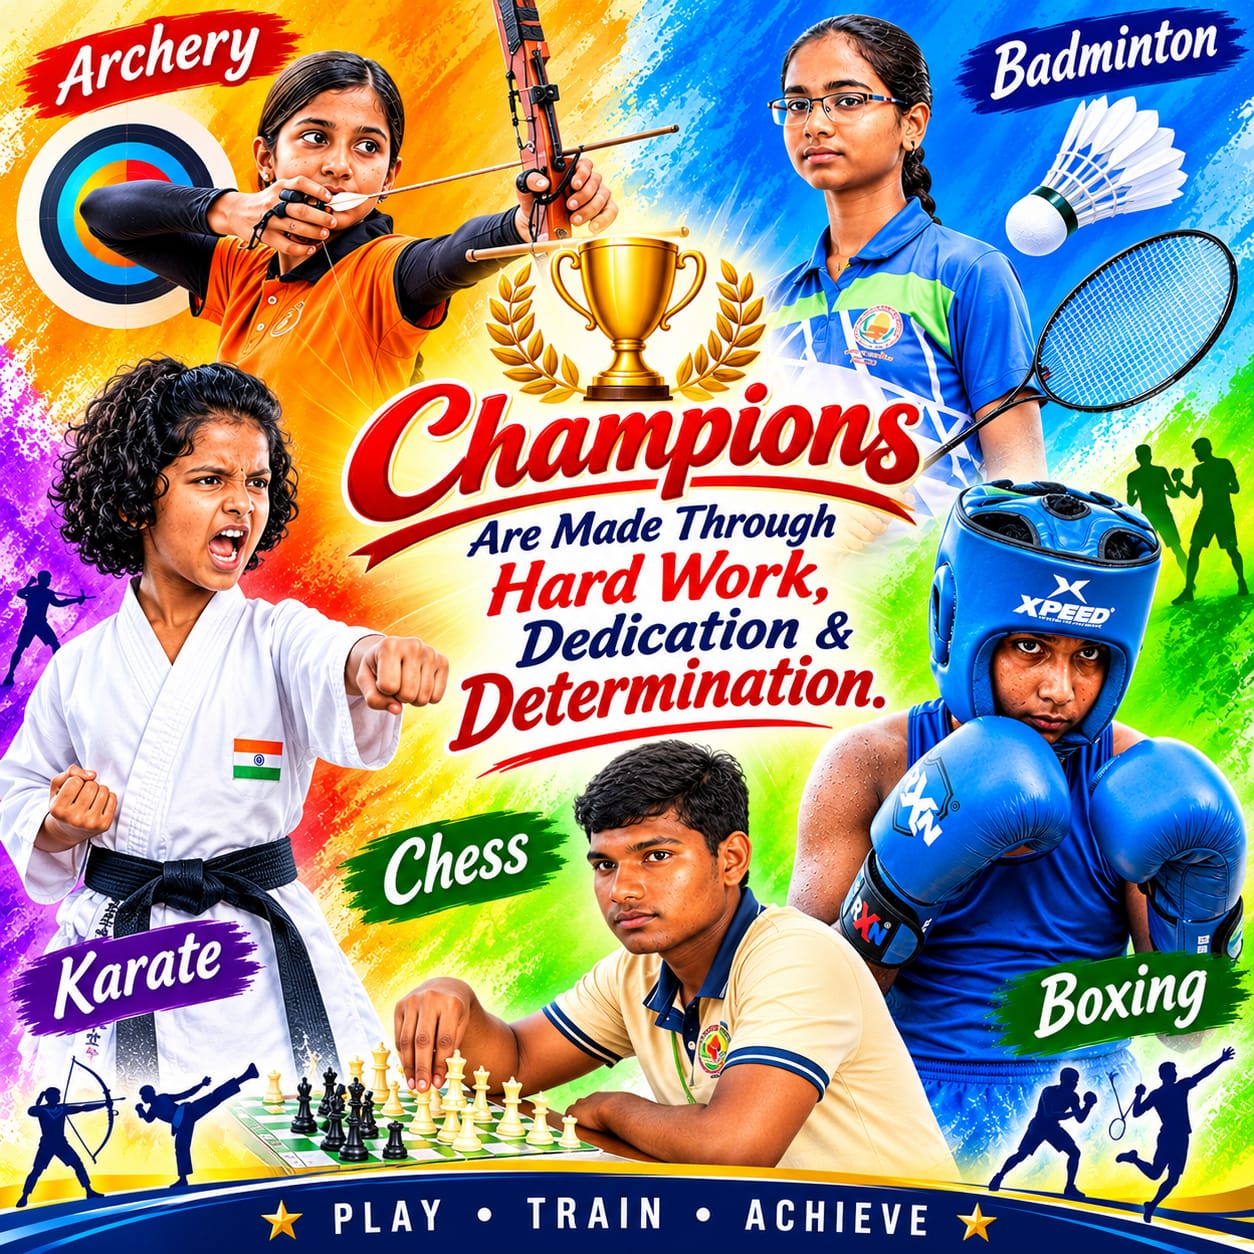 Archery
Badminton
Champions
Are Made Through
Hard Work,
Dedication &
Determination.
XPEED
RXN
RXN
Chess
Karate
Boxing
PLAY • TRAIN • ACHIEVE